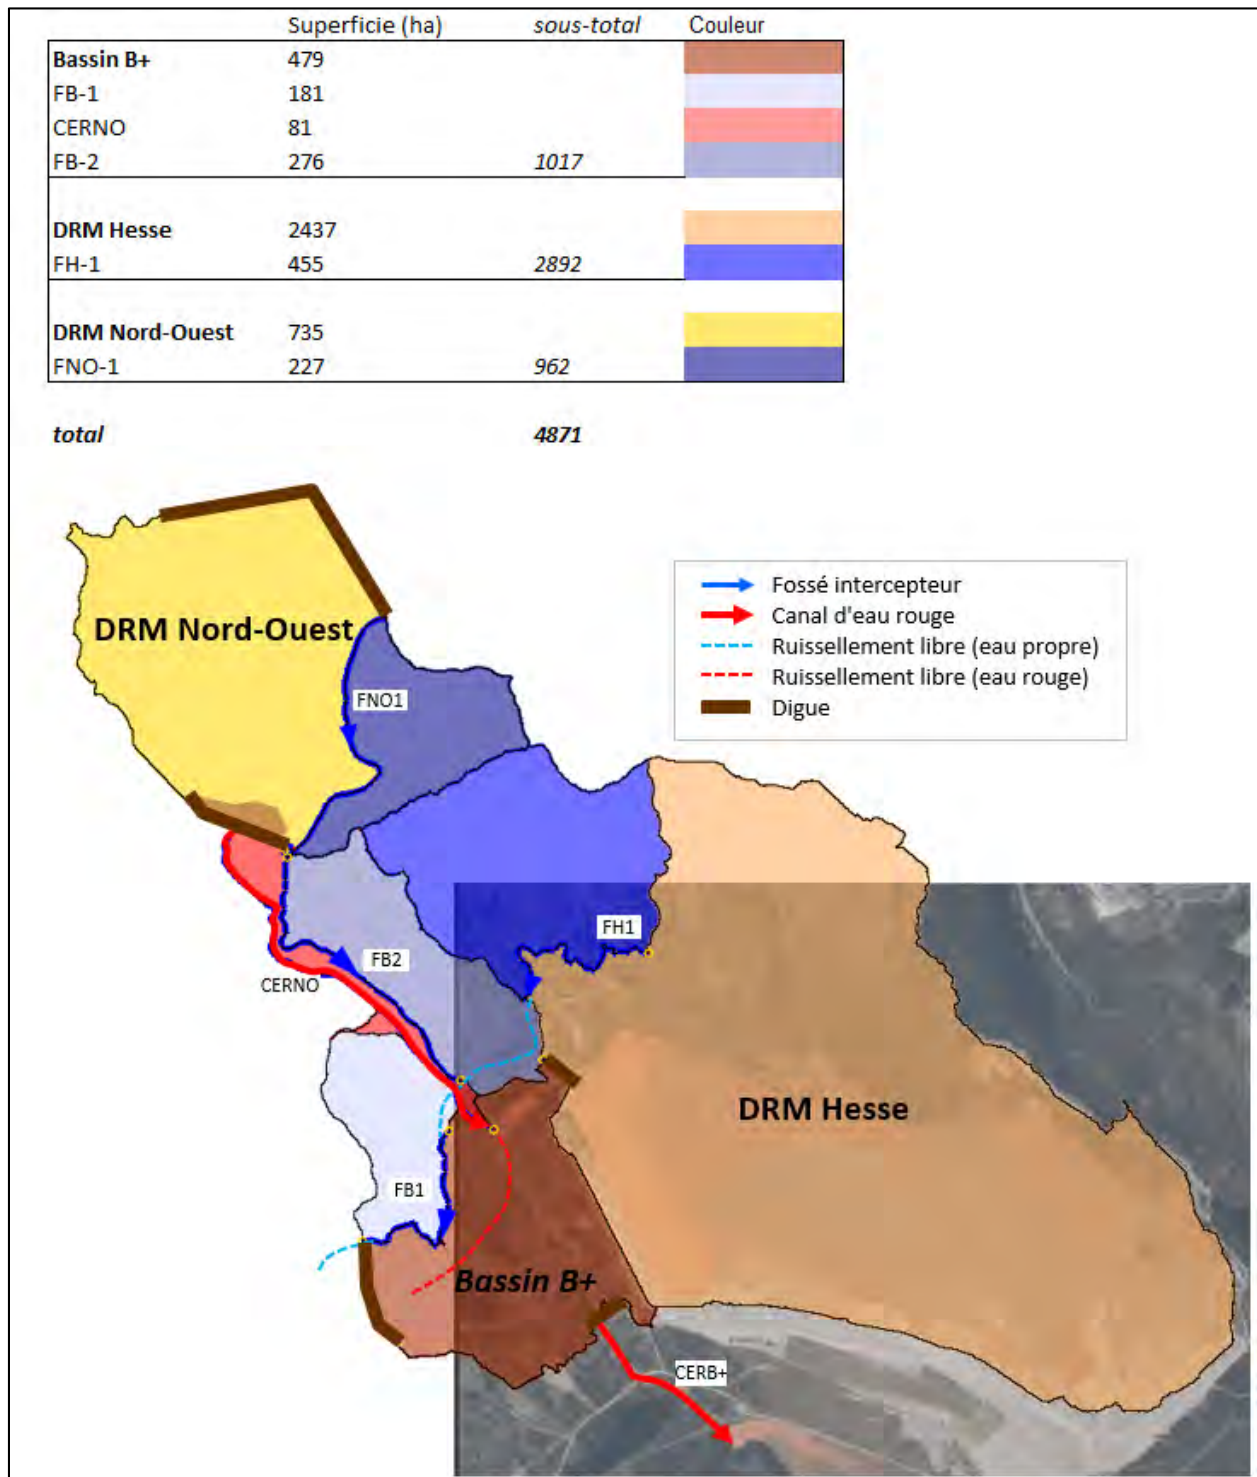 Superficie (ha) sous-total Couleur
Bassin B+ 479
FB-1 181
CERNO 81
FB-2 276 1017
DRM Hesse 2437
FH-1 455 2892
DRM Nord-Ouest 735
FNO-1 227 962
total 4871
Fossé intercepteur
Canal d'eau rouge
Ruissellement libre (eau propre)
Ruissellement libre (eau rouge)
Digue
DRM Nord-Ouest
FNO1
FH1
FB2
CERNO
DRM Hesse
FB1
Bassin B+
CERB+